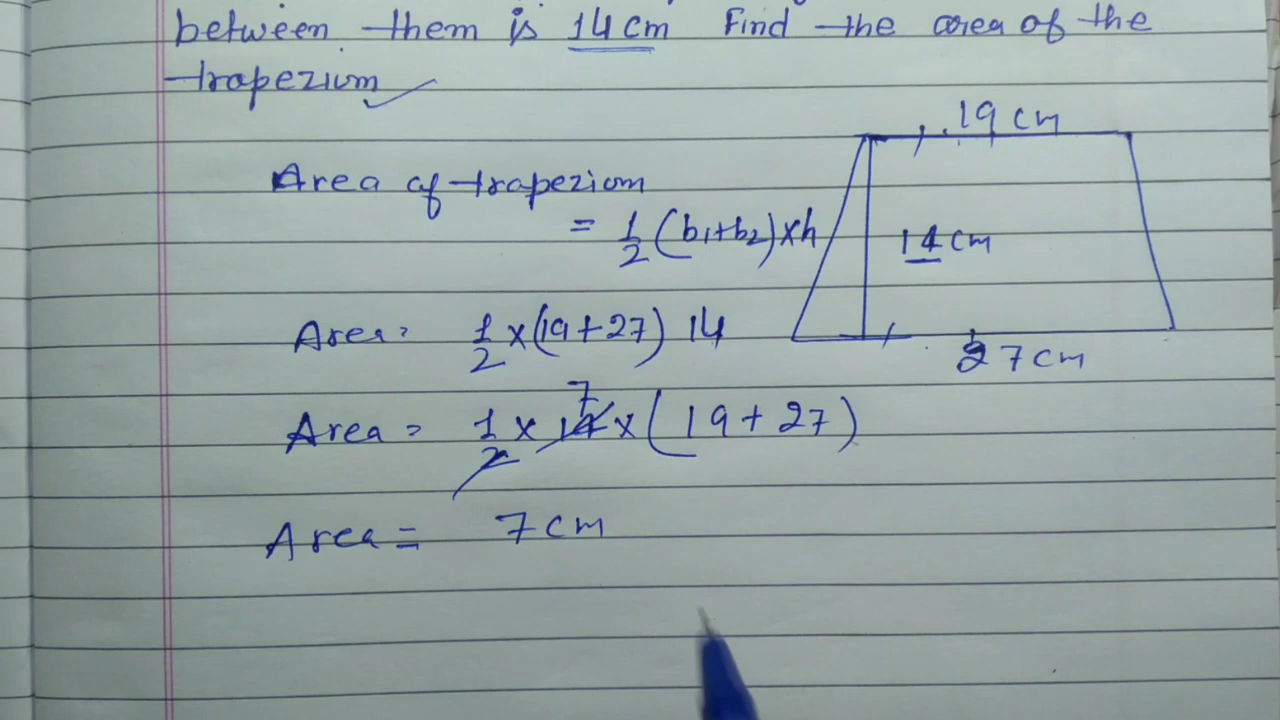 between them is 14 cm Find the area of the
trapezium
19 cm
Area of trapezium
= 1/2 (b1+b2) x h
14 cm
Area = 1/2 x (19+27) 14
27 cm
Area = 1/2 x 14 7 x (19+27)
Area = 7 cm